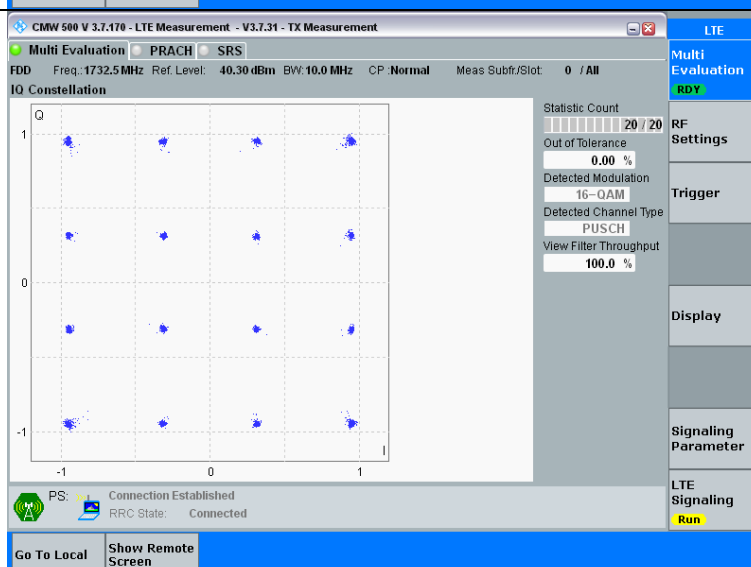 CMW 500 V 3.7.170 - LTE Measurement - V3.7.31 - TX Measurement
LTE
Multi Evaluation PRACH SRS
Multi
Evaluation
RDY
FDD Freq.:1732.5 MHz Ref. Level: 40.30 dBm BW:10.0 MHz CP :Normal Meas Subfr./Slot: 0 / All
IQ Constellation
Q
1
0
-1
-1 0 1
I
Statistic Count
20 / 20
Out of Tolerance
0.00 %
Detected Modulation
16-QAM
Detected Channel Type
PUSCH
View Filter Throughput
100.0 %
RF
Settings
Trigger
Display
Signaling
Parameter
LTE
Signaling
Run
PS: Connection Established
RRC State: Connected
Go To Local
Show Remote
Screen